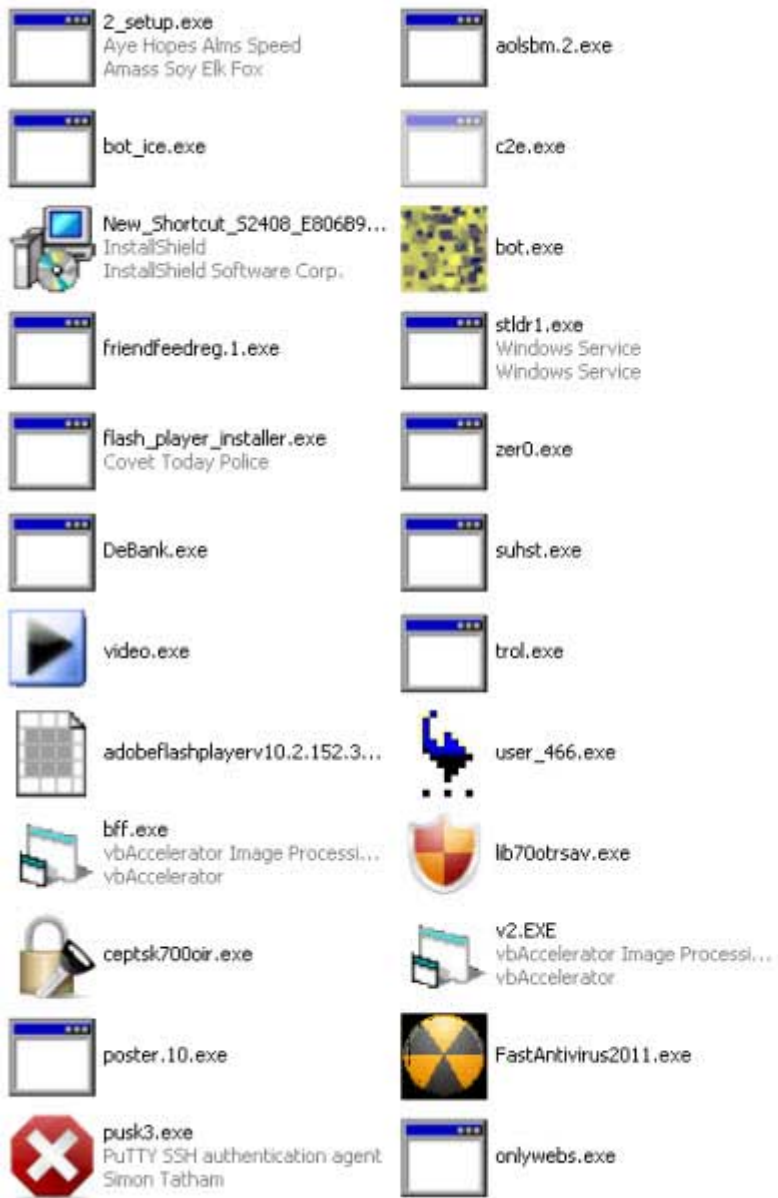 2_setup.exe
Aye Hopes Alms Speed
Amass Soy Elk Fox
aolsbm.2.exe
bot_ice.exe
c2e.exe
New_Shortcut_S2408_E806B9...
InstallShield
InstallShield Software Corp.
bot.exe
friendfeedreg.1.exe
stldr1.exe
Windows Service
Windows Service
flash_player_installer.exe
Covet Today Police
zer0.exe
DeBank.exe
suhst.exe
video.exe
trol.exe
adobeflashplayerv10.2.152.3...
user_466.exe
bff.exe
vbAccelerator Image Processi...
vbAccelerator
lib70otrsav.exe
ceptsk700oir.exe
v2.EXE
vbAccelerator Image Processi...
vbAccelerator
poster.10.exe
FastAntivirus2011.exe
pusk3.exe
PuTTY SSH authentication agent
Simon Tatham
onlywebs.exe